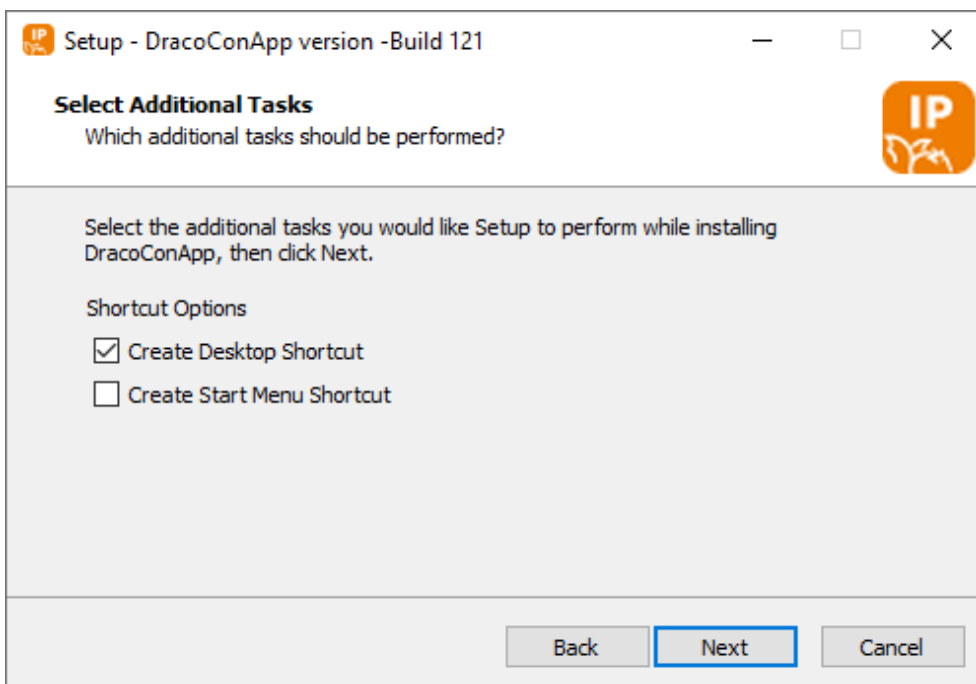 IP
Setup - DracoConApp version -Build 121
Select Additional Tasks
Which additional tasks should be performed?
IP
Select the additional tasks you would like Setup to perform while installing
DracoConApp, then click Next.
Shortcut Options
Create Desktop Shortcut
Create Start Menu Shortcut
Back
Next
Cancel